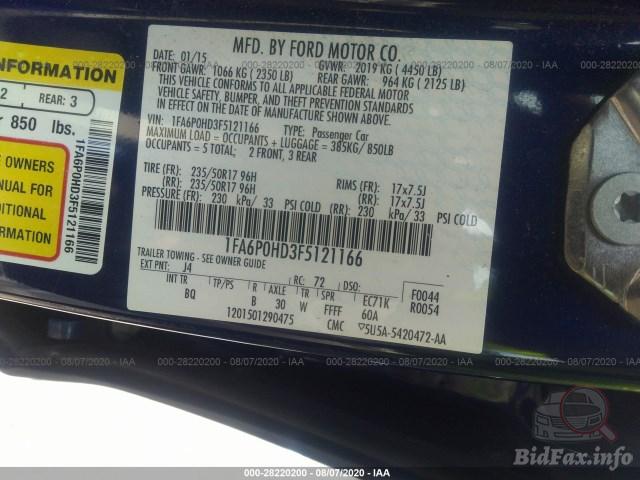 MFD. BY FORD MOTOR CO.
DATE: 01/15 GVWR: 2019 KG ( 4450 LB)
FRONT GAWR: 1066 KG ( 2350 LB) REAR GAWR: 964 KG ( 2125 LB)
THIS VEHICLE CONFORMS TO ALL APPLICABLE FEDERAL MOTOR
VEHICLE SAFETY, BUMPER, AND THEFT PREVENTION STANDARDS
IN EFFECT ON THE DATE OF MANUFACTURE SHOWN ABOVE.
VIN: 1FA6P0HD3F5121166 TYPE: Passenger Car
MAXIMUM LOAD = OCCUPANTS + LUGGAGE = 385KG/ 850LB
OCCUPANTS = 5 TOTAL; 2 FRONT, 3 REAR
TIRE (FR): 235/50R17 96H RIMS (FR): 17x7.5J
(RR): 235/50R17 96H (RR): 17x7.5J
PRESSURE (FR): 230 kPa/ 33 PSI COLD (RR): 230 kPa/ 33 PSI COLD
1FA6P0HD3F5121166
TRAILER TOWING - SEE OWNER GUIDE
EXT PNT: J4 RC: 72 DSO: F0044
INT TR TP/PS R AXLE TR SPR EC71K R0054
BQ B 30 W FFFF 60A
1201501290475 CMC 5U5A-5420472-AA
NFORMATION
2 REAR: 3
r 850 lbs.
E OWNERS
ANUAL FOR
DITIONAL
ORMATION
1FA6P0HD3F5121166
000-28220200 - 08/07/2020 - IAA
BidFax.info